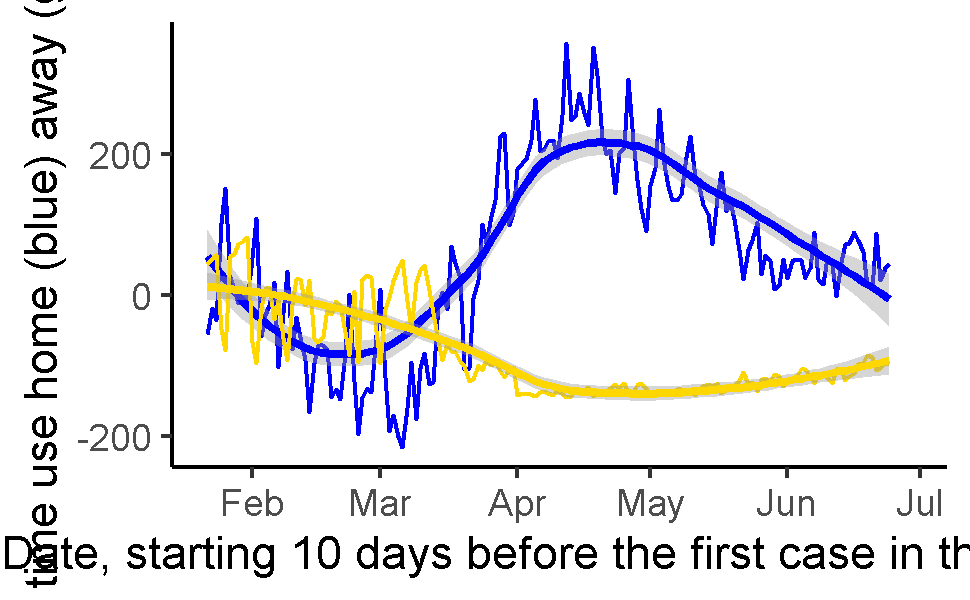 time use home (blue) away (
200
0
-200
Feb Mar Apr May Jun Jul
Date, starting 10 days before the first case in th